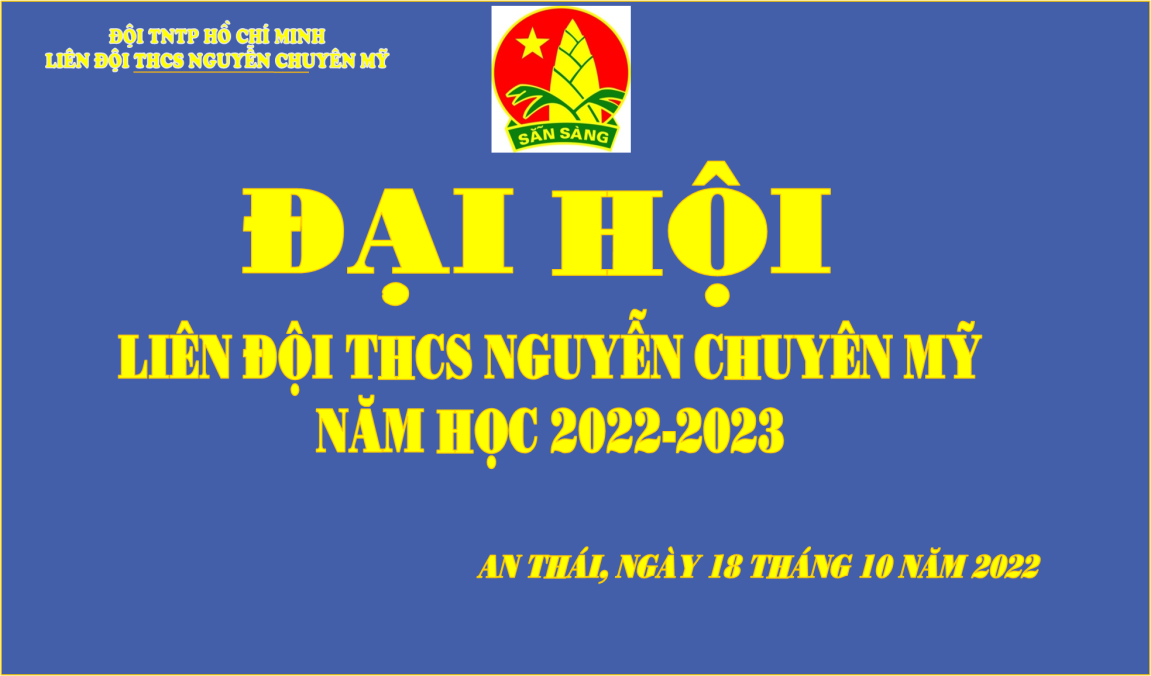 ĐỘI TNTP HỒ CHÍ MINH
LIÊN ĐỘI THCS NGUYỄN CHUYÊN MỸ
SẴN SÀNG
ĐẠI HỘI
LIÊN ĐỘI THCS NGUYỄN CHUYÊN MỸ
NĂM HỌC 2022-2023
AN THÁI, NGÀY 18 THÁNG 10 NĂM 2022